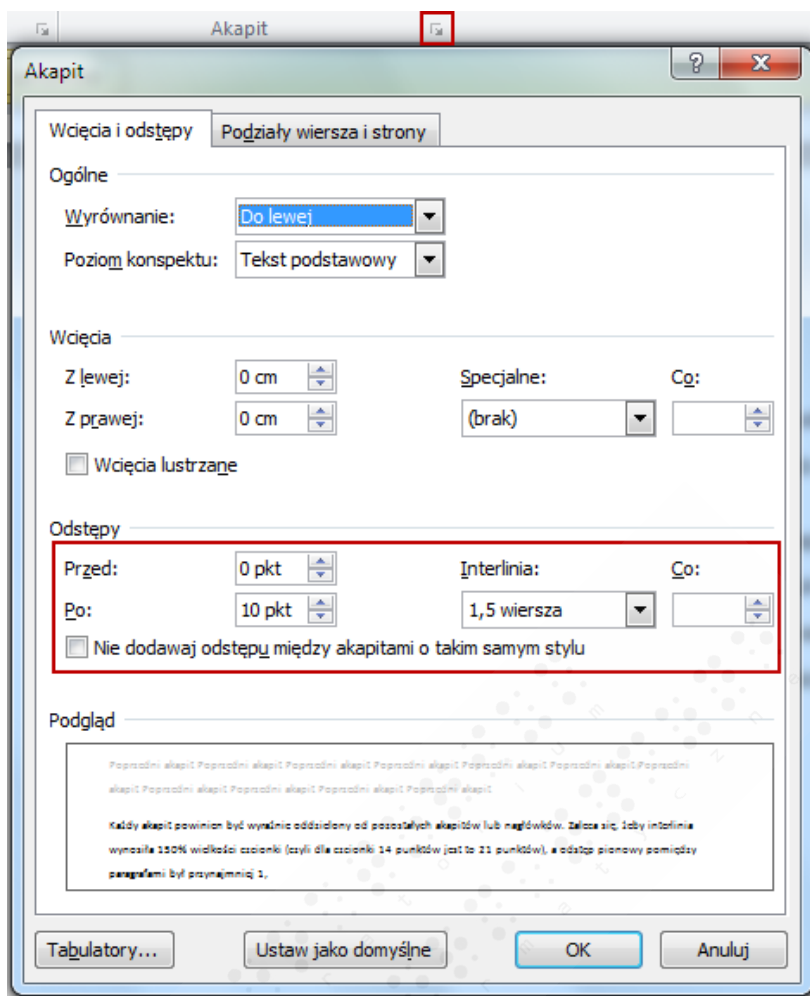 Akapit
Akapit
Wcięcia i odstępy Podziały wiersza i strony
Ogólne
Wyrównanie: Do lewej
Poziom konspektu: Tekst podstawowy
Wcięcia
Z lewej: 0 cm Specjalne: Co:
Z prawej: 0 cm (brak)
Wcięcia lustrzane
Odstępy
Przed: 0 pkt Interlinia: Co:
Po: 10 pkt 1,5 wiersza
Nie dodawaj odstępu między akapitami o takim samym stylu
Podgląd
Poprzedni akapit Poprzedni akapit Poprzedni akapit Poprzedni akapit Poprzedni akapit Poprzedni akapit Poprzedni
akapit Poprzedni akapit Poprzedni akapit Poprzedni akapit Poprzedni akapit Poprzedni akapit
Każdy akapit powinien być wyraźnie oddzielony od pozostałych akapitów lub nagłówków. Zaleca się, żeby interlinia
wynosiła 150% wielkości czcionki (czyli dla czcionki 14 punktów jest to 21 punktów), a odstęp pionowy pomiędzy
paragrafami był przynajmniej 1,
Tabulatory... Ustaw jako domyślne OK Anuluj